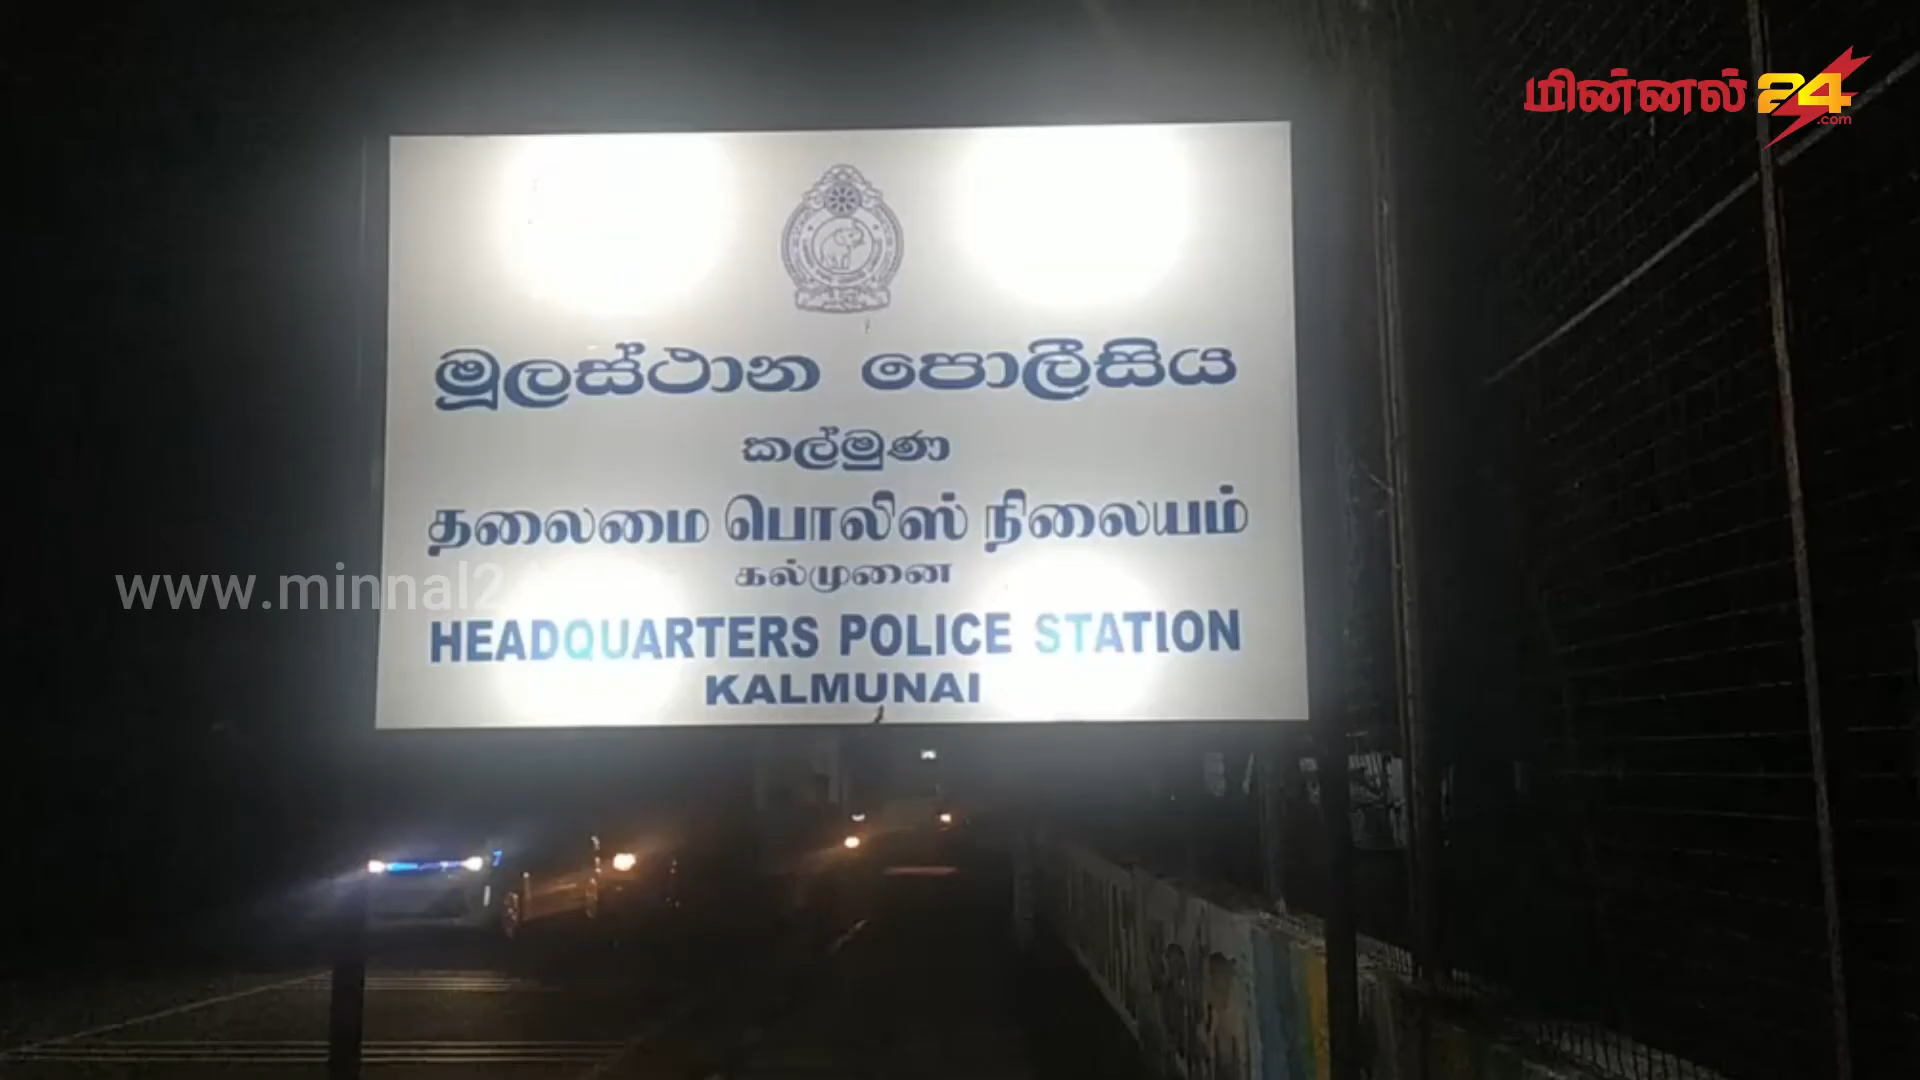 மின்னல் 24
.com
මූලස්ථාන පොලීසිය
කල්මුණ
தலைமை பொலிஸ் நிலையம்
கல்முனை
www.minnal2
HEADQUARTERS POLICE STATION
KALMUNAI